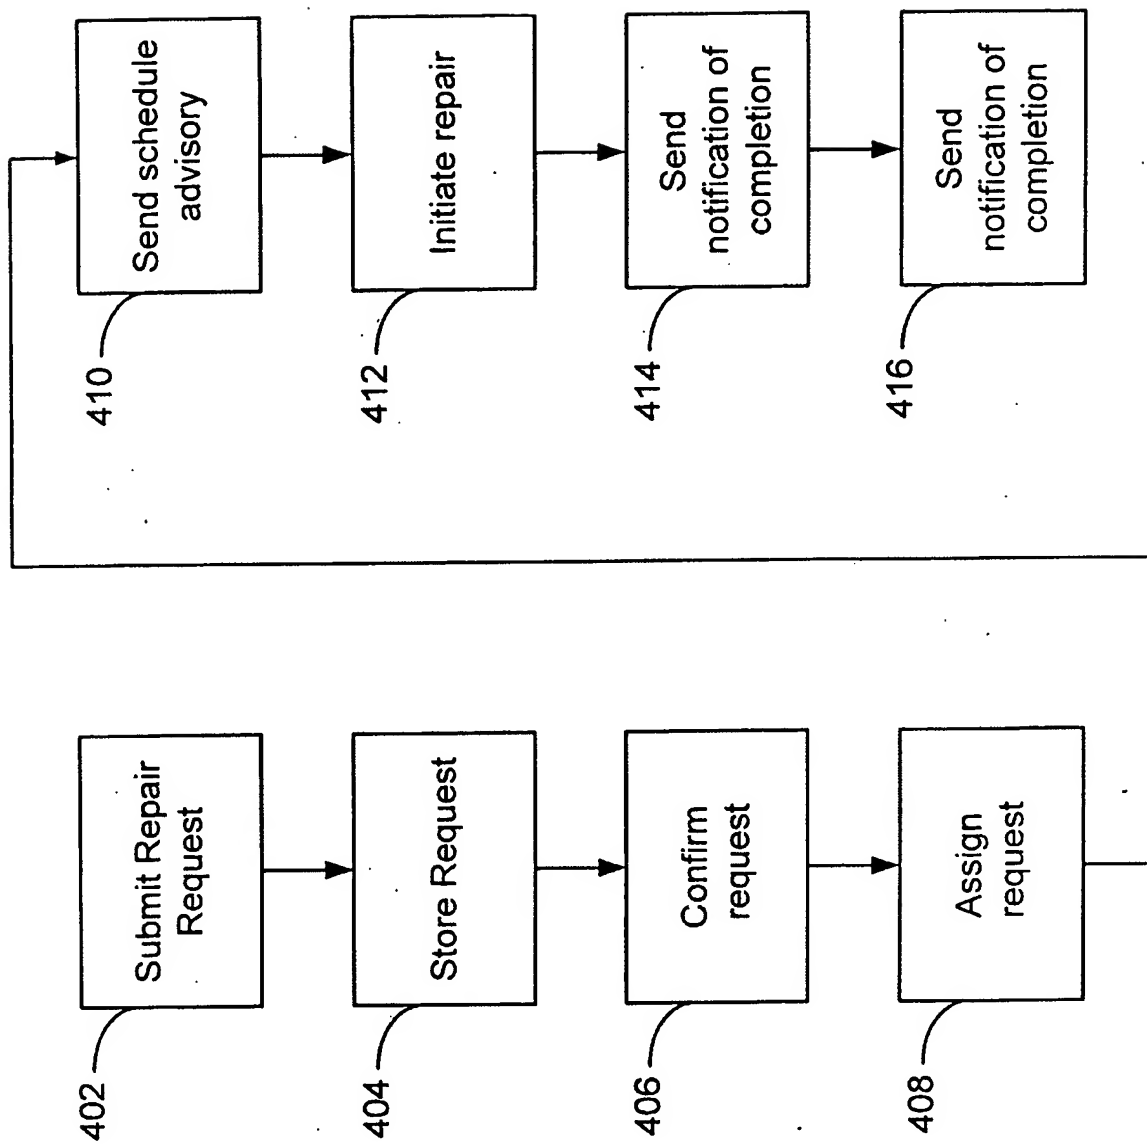 402
Submit Repair
Request
404
Store Request
406
Confirm
request
408
Assign
request
410
Send schedule
advisory
412
Initiate repair
414
Send
notification of
completion
416
Send
notification of
completion